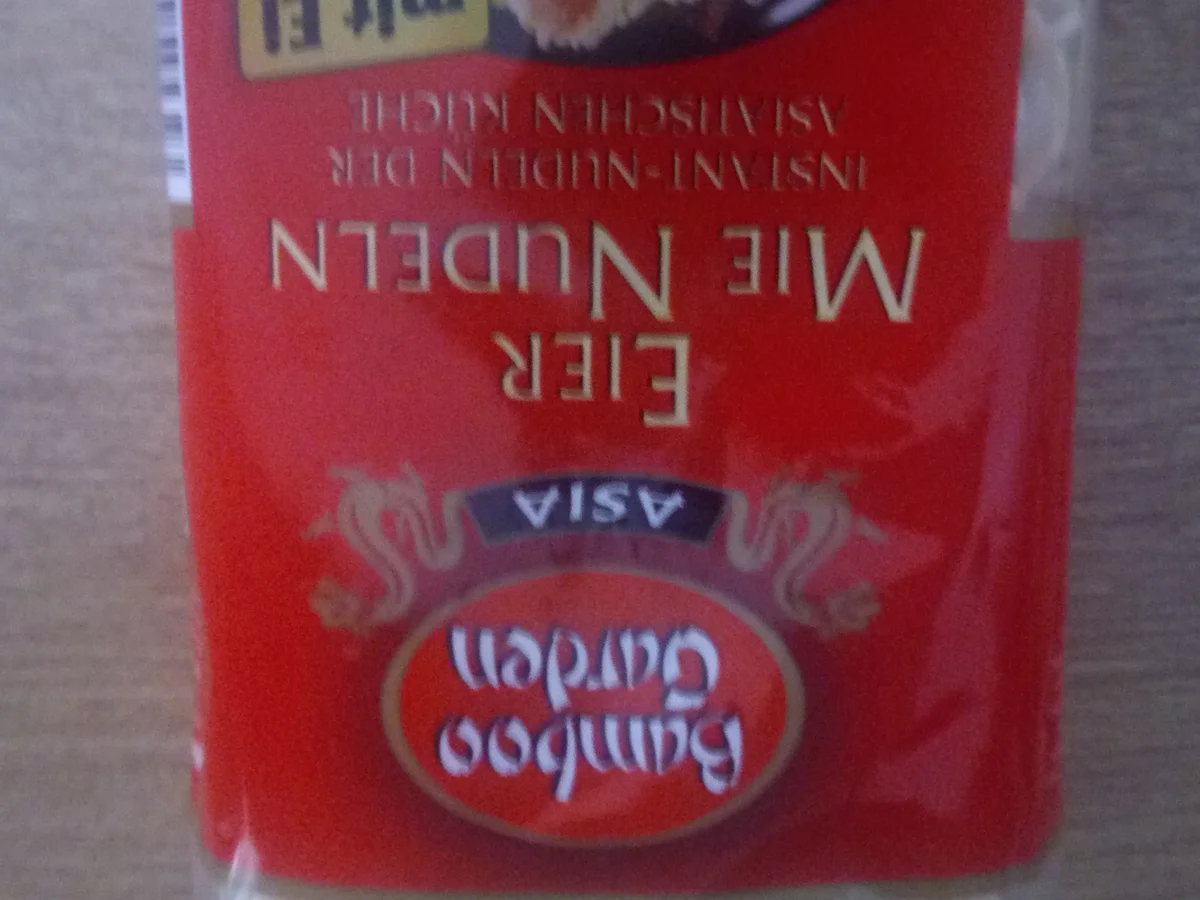 Bamboo
Garden
ASIA
EIER
MIE NUDELN
INSTANT-NUDELN DER
ASIATISCHEN KÜCHE
mit Ei